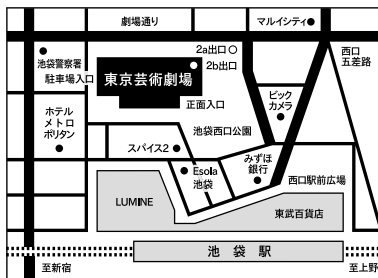 劇場通り
マルイシティ
2a出口
西口
五差路
池袋警察署
駐車場入口
東京芸術劇場
2b出口
正面入口
ビック
カメラ
ホテル
メトロ
ポリタン
池袋西口公園
スパイス2
Esola
池袋
みずほ
銀行
西口駅前広場
LUMINE
東武百貨店
池袋駅
至新宿
至上野